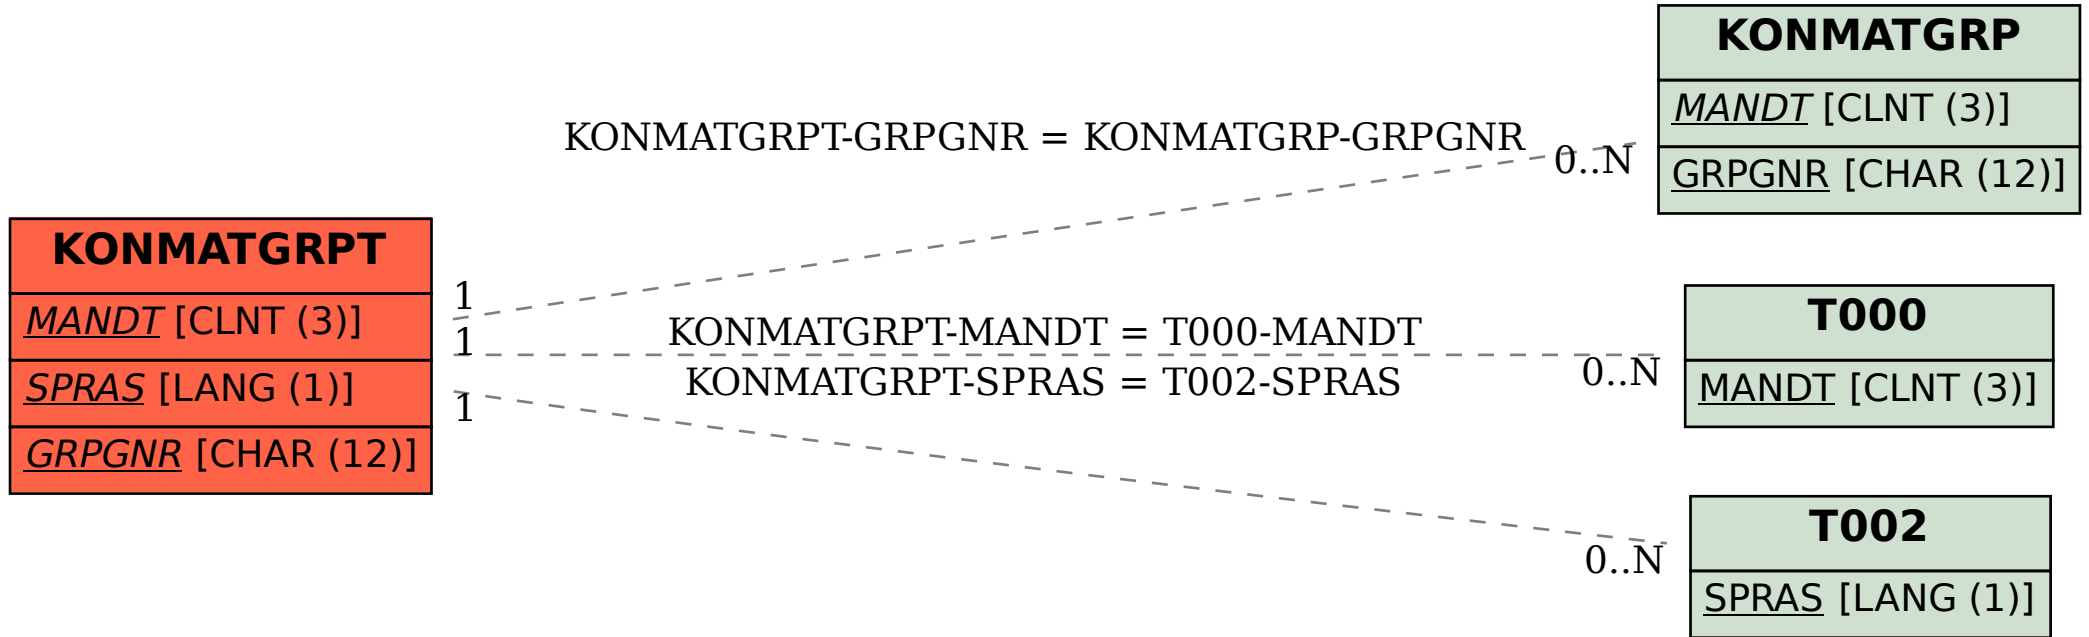 KONMATGRP
MANDT [CLNT (3)]
GRPGNR [CHAR (12)]
KONMATGRPT-GRPGNR = KONMATGRP-GRPGNR
0..N
KONMATGRPT
MANDT [CLNT (3)]
SPRAS [LANG (1)]
GRPGNR [CHAR (12)]
1
1
1
KONMATGRPT-MANDT = T000-MANDT
0..N
KONMATGRPT-SPRAS = T002-SPRAS
0..N
T000
MANDT [CLNT (3)]
T002
SPRAS [LANG (1)]